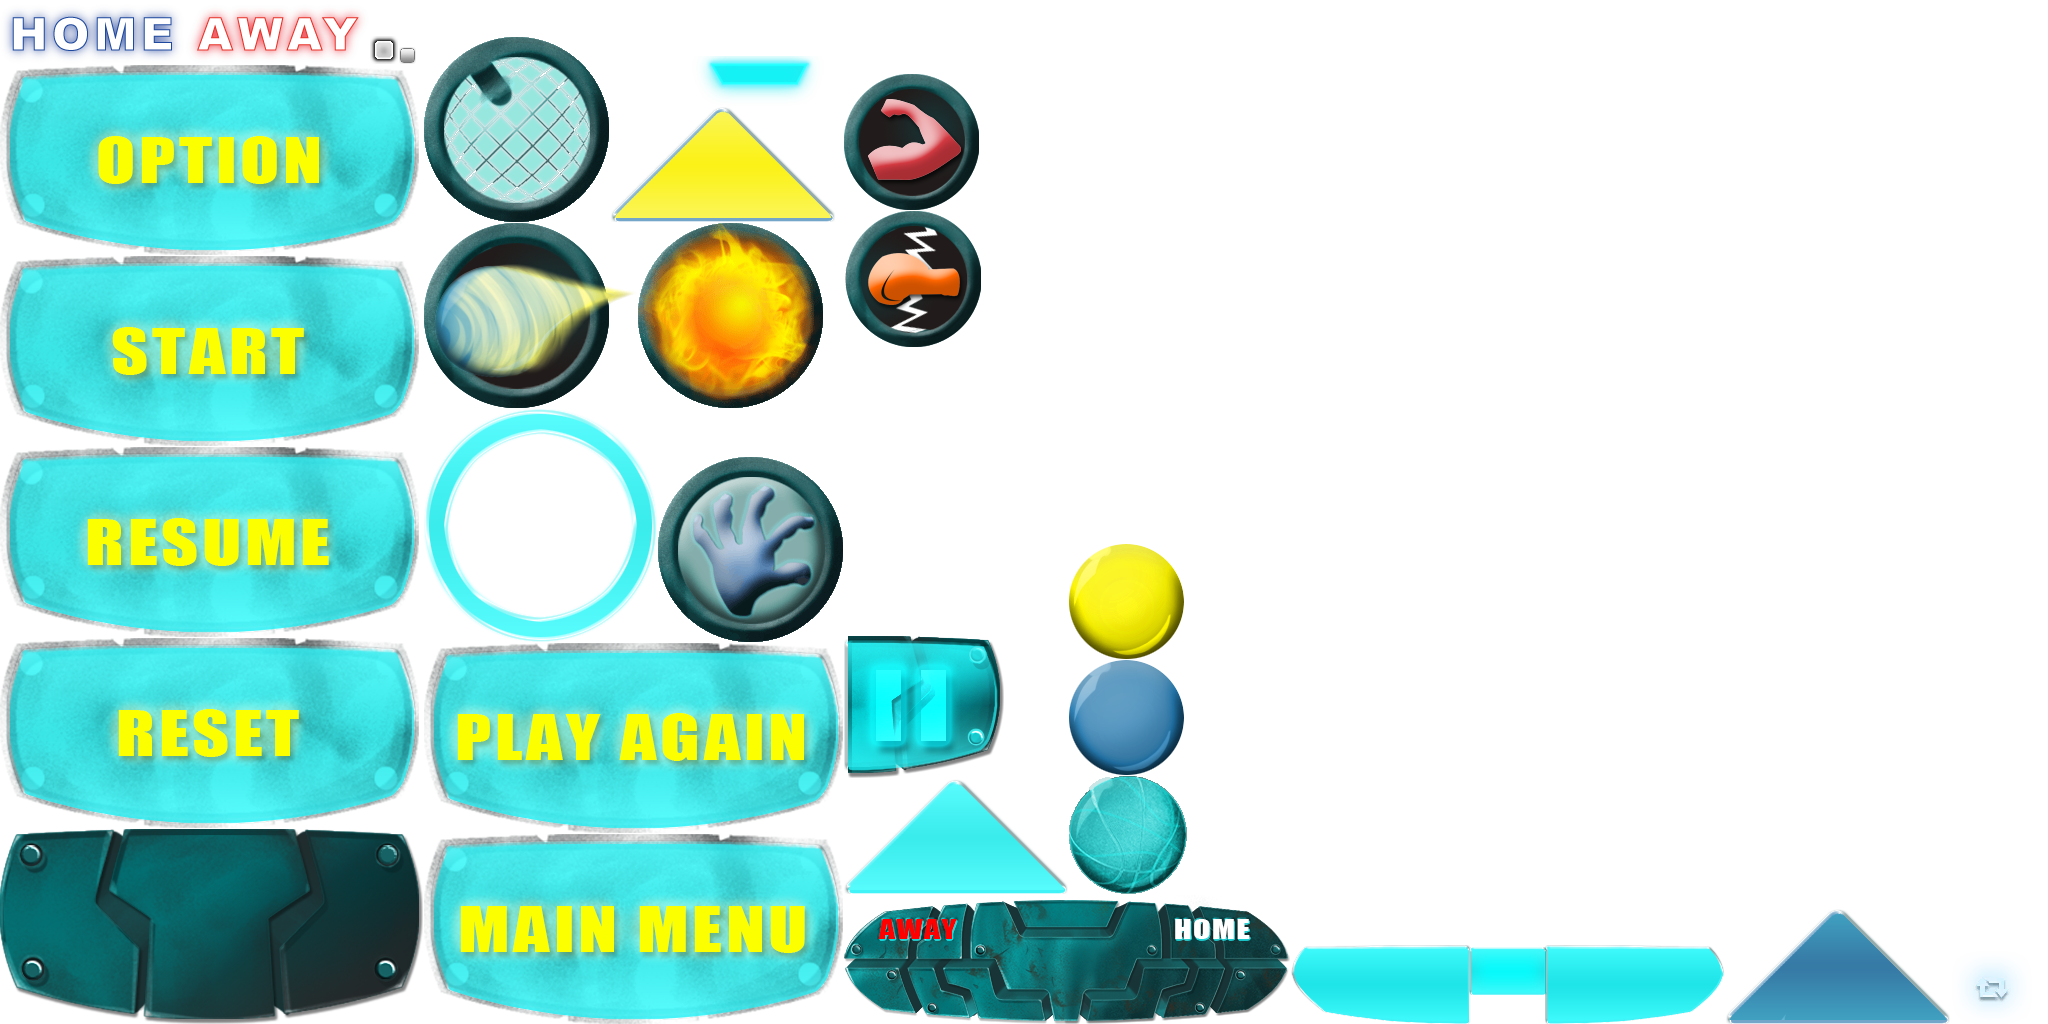 HOME AWAY
OPTION
START
RESUME
RESET
PLAY AGAIN
MAIN MENU
AWAY HOME